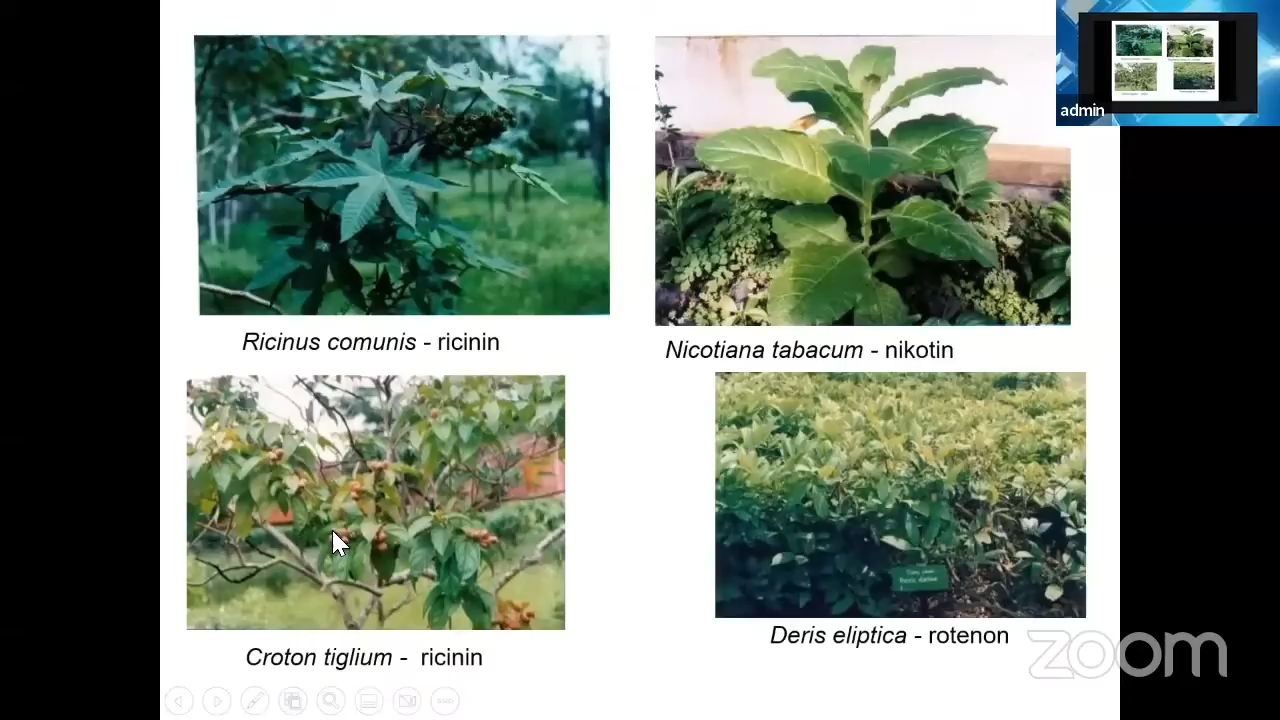 admin
Ricinus comunis - ricinin
Nicotiana tabacum - nikotin
Croton tiglium - ricinin
Deris eliptica - rotenon
zoom